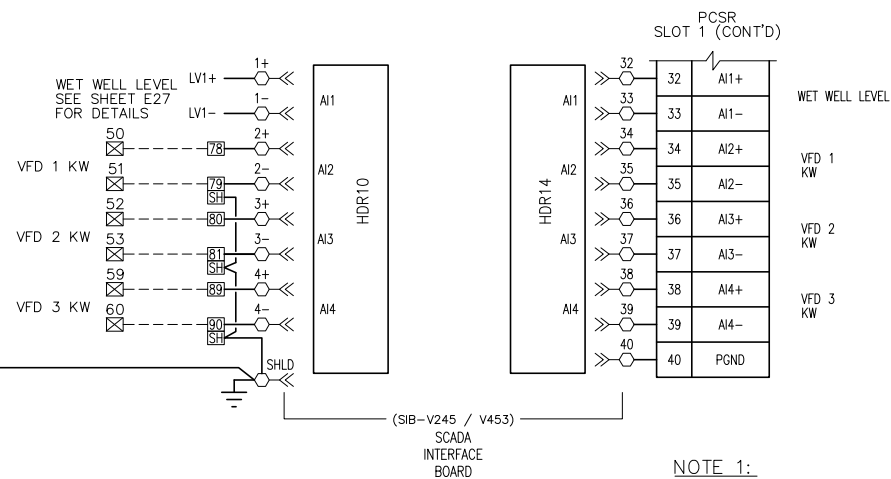 PCSR
SLOT 1 (CONT'D)
WET WELL LEVEL
SEE SHEET E27
FOR DETAILS
LV1+
1+
LV1-
1-
AI1
50
78
2+
VFD 1 KW
51
79
2-
SH
AI2
52
80
3+
VFD 2 KW
53
81
3-
SH
AI3
59
89
4+
VFD 3 KW
60
90
4-
SH
AI4
SHLD
HDR10
HDR14
AI1
AI2
AI3
AI4
32
32 AI1+
33
33 AI1-
WET WELL LEVEL
34
34 AI2+
35
35 AI2-
VFD 1
KW
36
36 AI3+
37
37 AI3-
VFD 2
KW
38
38 AI4+
39
39 AI4-
VFD 3
KW
40
40 PGND
(SIB-V245 / V453)
SCADA
INTERFACE
BOARD
NOTE 1: